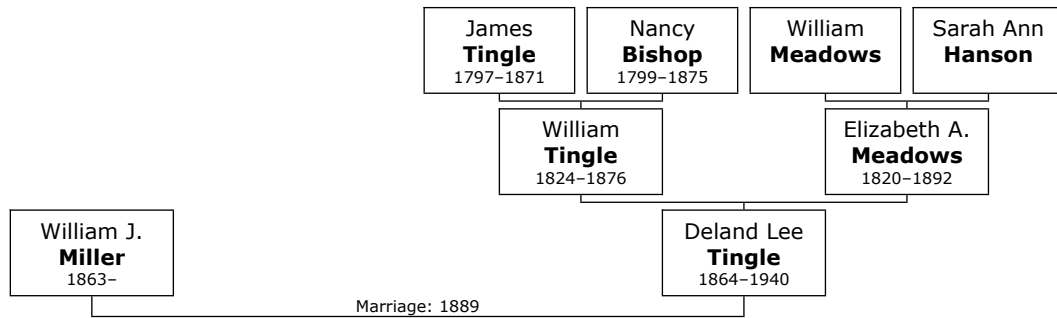 James
Tingle
1797–1871
Nancy
Bishop
1799–1875
William
Meadows
Sarah Ann
Hanson
William
Tingle
1824–1876
Elizabeth A.
Meadows
1820–1892
William J.
Miller
1863–
Deland Lee
Tingle
1864–1940
Marriage: 1889